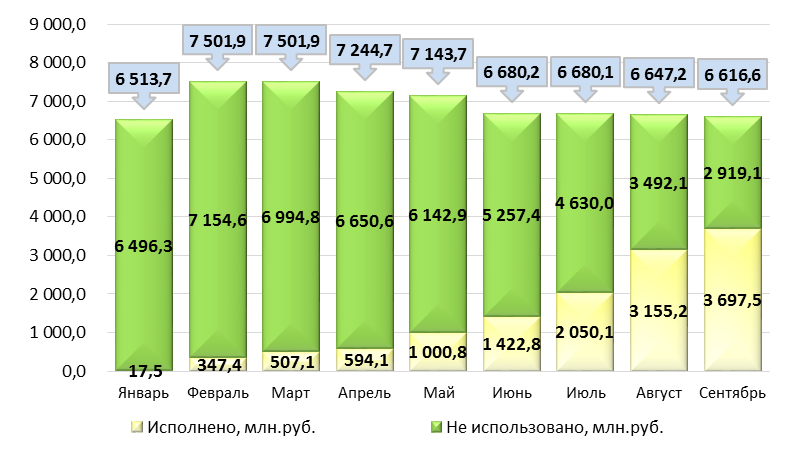 9 000,0
8 000,0
7 000,0
6 000,0
5 000,0
4 000,0
3 000,0
2 000,0
1 000,0
0,0
6 513,7 7 501,9 7 501,9 7 244,7 7 143,7 6 680,2 6 680,1 6 647,2 6 616,6
6 496,3 7 154,6 6 994,8 6 650,6 6 142,9 5 257,4 4 630,0 3 492,1 2 919,1
17,5 347,4 507,1 594,1 1 000,8 1 422,8 2 050,1 3 155,2 3 697,5
Январь Февраль Март Апрель Май Июнь Июль Август Сентябрь
Исполнено, млн.руб. Не использовано, млн.руб.